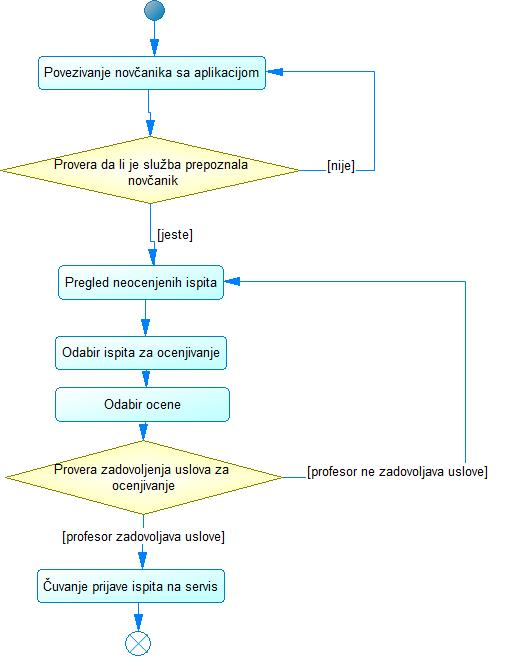 Povezivanje novčanika sa aplikacijom
Provera da li je služba prepoznala
novčanik
[nije]
[jeste]
Pregled neocenjenih ispita
Odabir ispita za ocenjivanje
Odabir ocene
Provera zadovoljenja uslova za
ocenjivanje
[profesor ne zadovoljava uslove]
[profesor zadovoljava uslove]
Čuvanje prijave ispita na servis